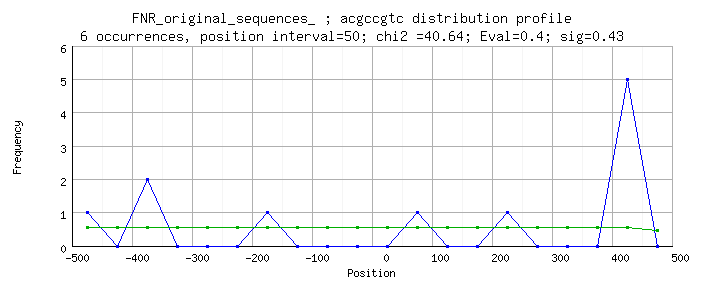 FNR_original_sequences_ ; acgccgtc distribution profile
6 occurrences, position interval=50; chi2 =40.64; Eval=0.4; sig=0.43
6
5
4
3
2
1
0
Frequency
-500 -400 -300 -200 -100 0 100 200 300 400 500
Position